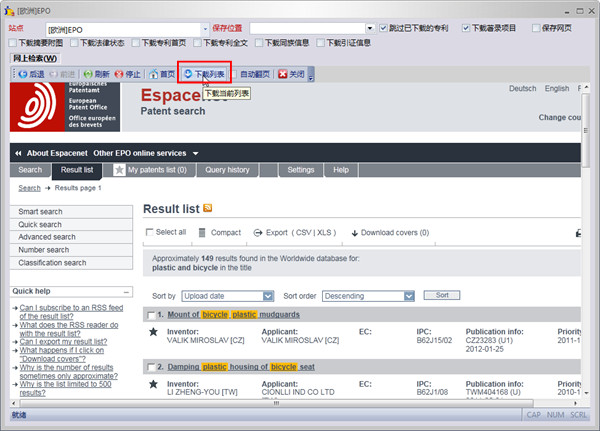 [欧洲]EPO
站点 [欧洲]EPO 保存位置 跳过已下载的专利 下载著录项目 保存网页
下载摘要附图 下载法律状态 下载专利首页 下载专利全文 下载同族信息 下载引证信息
网上检索(W)
后退 前进 刷新 停止 首页 下载列表 自动翻页 关闭
下载当前列表
Patentamt
European
Patent Office
Office européen
des brevets
Espacenet
Patent search
Deutsch English
Change cou
About Espacenet Other EPO online services
Search Result list My patents list (0) Query history Settings Help
Search → Results page 1
Smart search
Quick search
Advanced search
Number search
Classification search
Quick help
→ Can I subscribe to an RSS feed
of the result list?
→ What does the RSS reader do
with the result list?
→ Can I export my result list?
→ What happens if I click on
"Download covers"?
→ Why is the number of results
sometimes only approximate?
→ Why is the list limited to 500
results?
Result list
Select all Compact Export ( CSV | XLS ) Download covers (0)
Approximately 149 results found in the Worldwide database for:
plastic and bicycle in the title
Sort by Upload date Sort order Descending Sort
1. Mount of bicycle, plastic mudguards
Inventor: Applicant: EC: IPC: Publication info: Priority
VALIK MIROSLAV [CZ] VALIK MIROSLAV [CZ] B62J15/02 CZ23283 (U1) 2011-1
2012-01-25
2. Damping plastic housing of bicycle seat
Inventor: Applicant: EC: IPC: Publication info: Priority
LI ZHENG-YOU [TW] CIONLLI IND CO LTD B62J1/08 TWM404168 (U) 2010-1
就绪 CAP NUM SCRL